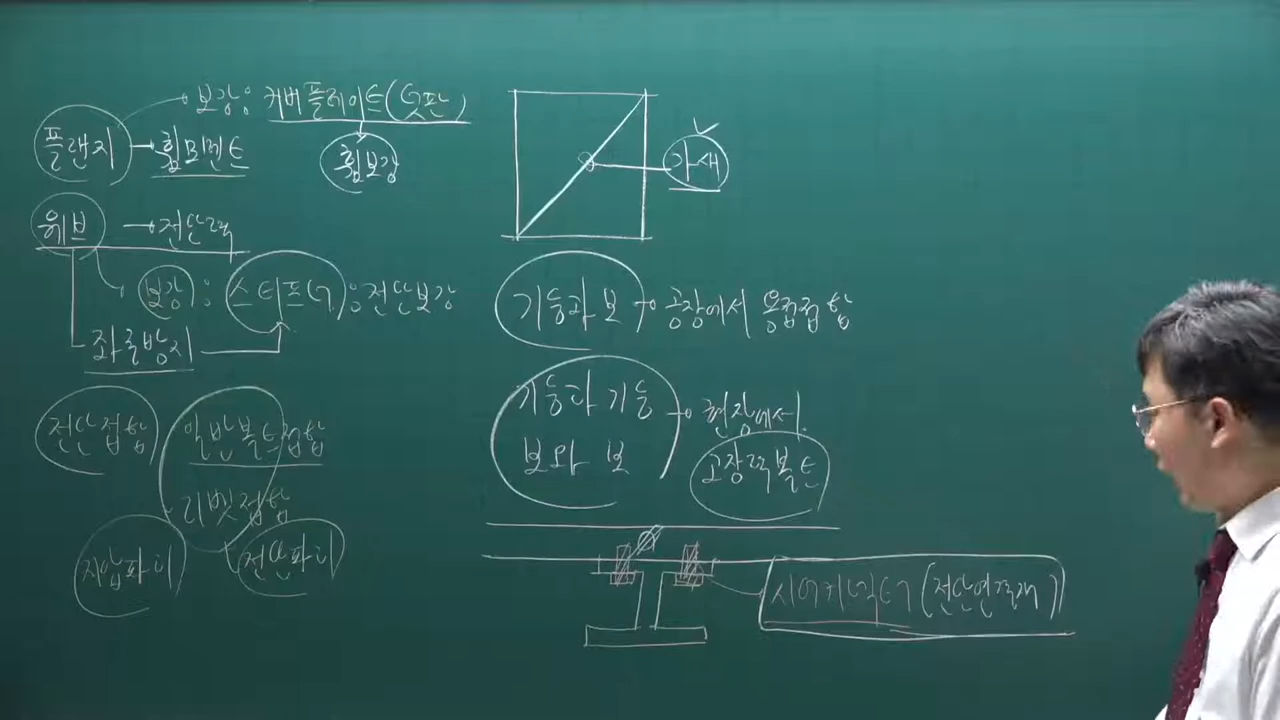 보강: 커버플레이트(덧판)
플랜지 → 휨모멘트
휨보강
웨브 → 전단력
보강 : 스티프너 : 전단보강
좌굴방지
전단접합
일반볼트접합
리벳접합
지압파괴
전단파괴
가새
기둥과 보 → 공장에서 용접접합
기둥과 기둥
보와 보
→ 현장에서
고장력볼트
시어커넥터 (전단연결재)